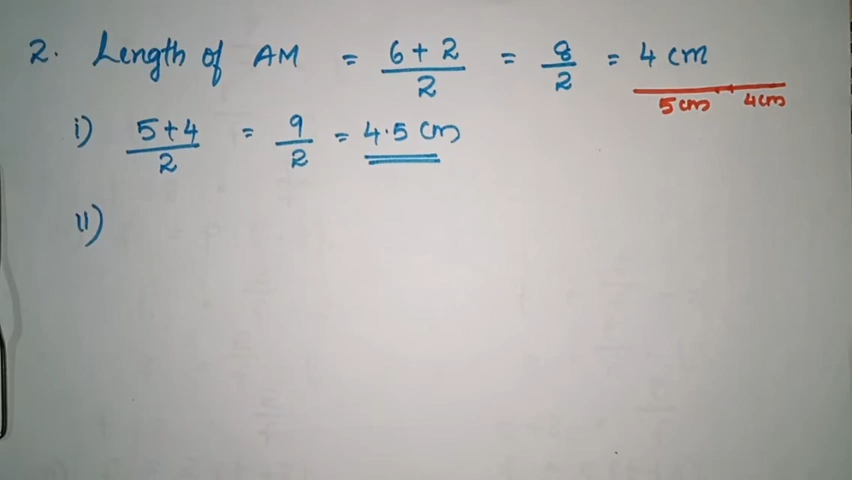 2. Length of AM = 6+2/2 = 8/2 = 4 cm
5cm 4cm
i) 5+4/2 = 9/2 = 4.5 cm
ii)